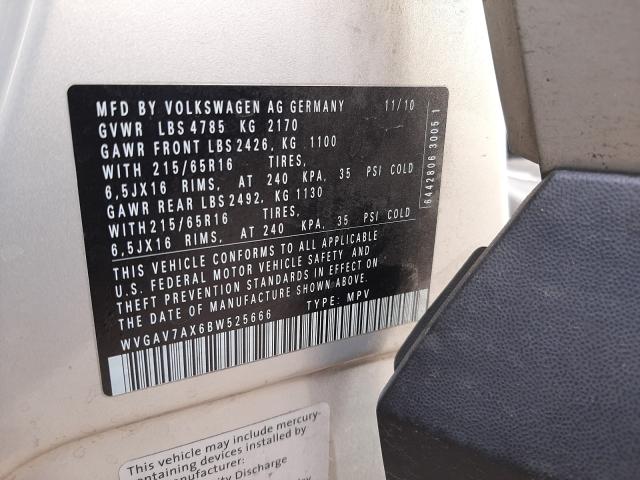 MFD BY VOLKSWAGEN AG GERMANY 11/10
GVWR LBS 4785 KG 2170
GAWR FRONT LBS 2426, KG 1100
WITH 215/65R16 TIRES,
6,5JX16 RIMS, AT 240 KPA, 35 PSI COLD
GAWR REAR LBS 2492, KG 1130
WITH 215/65R16 TIRES,
6,5JX16 RIMS, AT 240 KPA, 35 PSI COLD
THIS VEHICLE CONFORMS TO ALL APPLICABLE
U.S. FEDERAL MOTOR VEHICLE SAFETY AND
THEFT PREVENTION STANDARDS IN EFFECT ON
THE DATE OF MANUFACTURE SHOWN ABOVE.
WVGAV7AX6BW525666 TYPE: MPV
6442806 3005 1
This vehicle may include mercury-
containing devices installed by
manufacturer:
ity Discharge
display